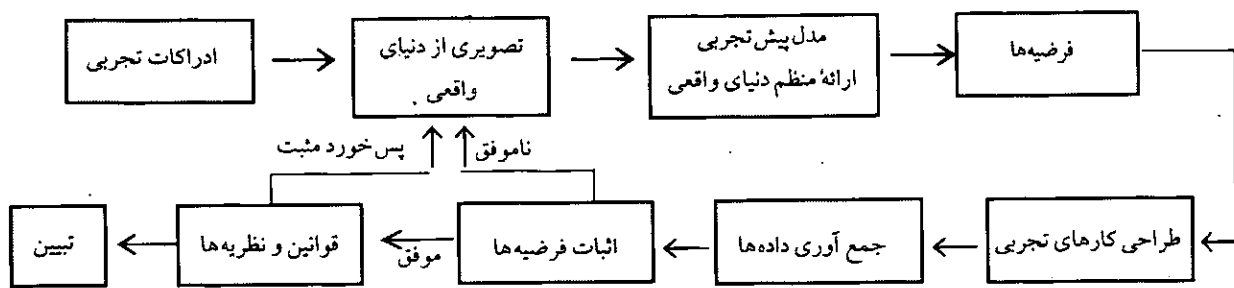 ادراکات تجربی
تصویری از دنیای
واقعی
مدل پیش تجربی
ارائهٔ منظم دنیای واقعی
فرضیه‌ها
پس خورد مثبت
ناموفق
طراحی کارهای تجربی
جمع آوری داده‌ها
اثبات فرضیه‌ها
موفق
قوانین و نظریه‌ها
تبیین